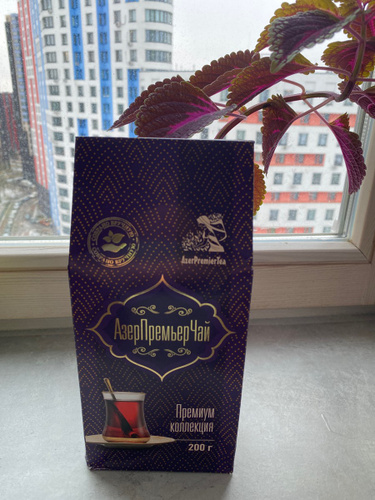 AzerPremierTea
АзерПремьерЧай
Премиум
коллекция
200 г